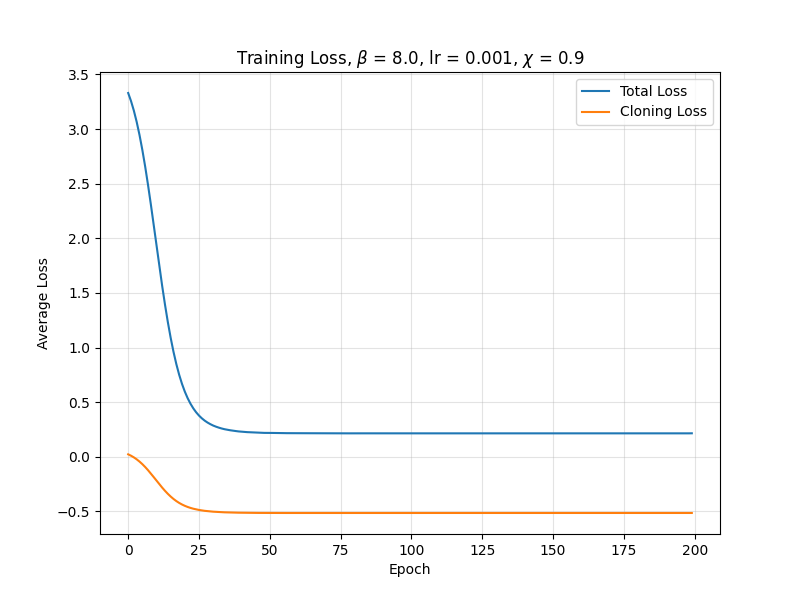 Training Loss, β = 8.0, lr = 0.001, χ = 0.9
Total Loss
Cloning Loss
3.5
3.0
2.5
2.0
1.5
1.0
0.5
0.0
−0.5
Average Loss
0 25 50 75 100 125 150 175 200
Epoch